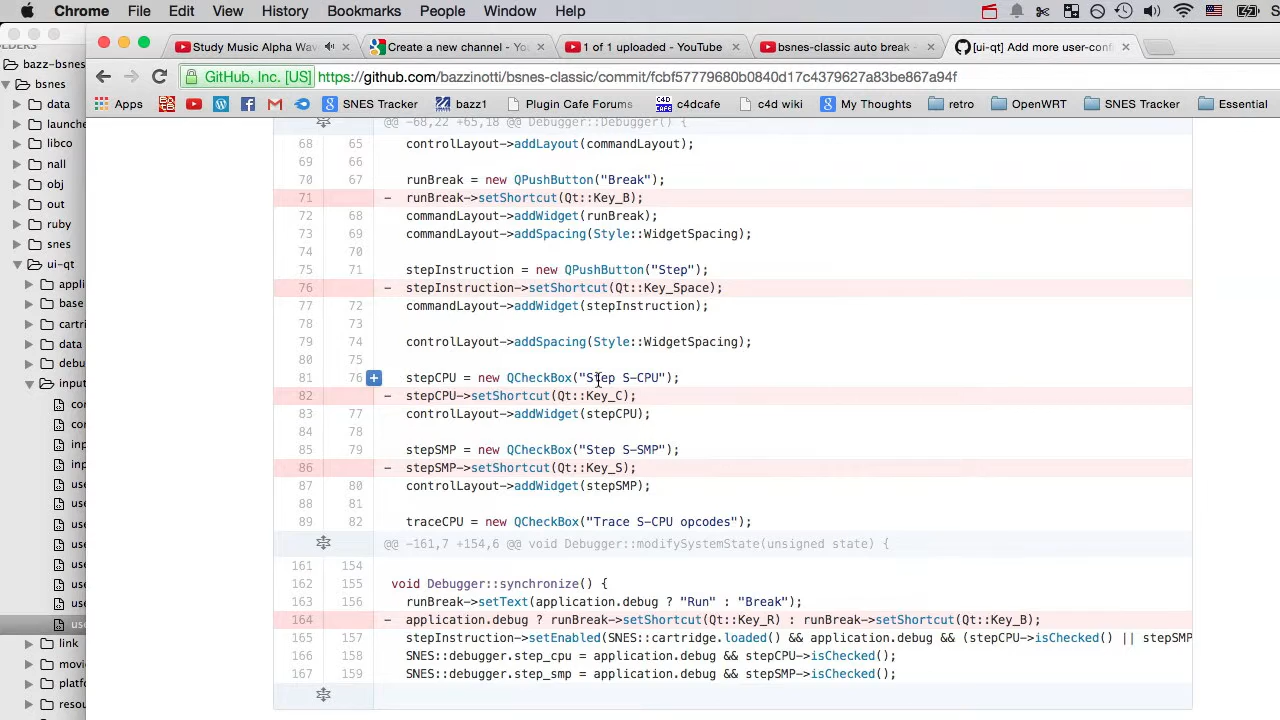 Chrome File Edit View History Bookmarks People Window Help
Study Music Alpha Wav
Create a new channel - Yo
1 of 1 uploaded - YouTube
bsnes-classic auto break -
[ui-qt] Add more user-conf
GitHub, Inc. [US] https://github.com/bazzinotti/bsnes-classic/commit/fcbf57779680b0840d17c4379627a83be867a94f
Apps SNES Tracker bazz1 Plugin Cafe Forums c4dcafe c4d wiki My Thoughts retro OpenWRT SNES Tracker Essential
bazz-bsnes
bsnes
data
launche
libco
nall
obj
out
ruby
snes
ui-qt
appli
base
cartri
data
debu
input
cor
cor
inp
inp
use
use
use
use
use
use
use
link
movi
platf
resou
@@ -68,22 +65,18 @@ Debugger::Debugger() {
68 65 controlLayout->addLayout(commandLayout);
69 66
70 67 runBreak = new QPushButton("Break");
71 - runBreak->setShortcut(Qt::Key_B);
72 68 commandLayout->addWidget(runBreak);
73 69 commandLayout->addSpacing(Style::WidgetSpacing);
74 70
75 71 stepInstruction = new QPushButton("Step");
76 - stepInstruction->setShortcut(Qt::Key_Space);
77 72 commandLayout->addWidget(stepInstruction);
78 73
79 74 controlLayout->addSpacing(Style::WidgetSpacing);
80 75
81 76 + stepCPU = new QCheckBox("Step S-CPU");
82 - stepCPU->setShortcut(Qt::Key_C);
83 77 controlLayout->addWidget(stepCPU);
84 78
85 79 stepSMP = new QCheckBox("Step S-SMP");
86 - stepSMP->setShortcut(Qt::Key_S);
87 80 controlLayout->addWidget(stepSMP);
88 81
89 82 traceCPU = new QCheckBox("Trace S-CPU opcodes");
@@ -161,7 +154,6 @@ void Debugger::modifySystemState(unsigned state) {
161 154
162 155 void Debugger::synchronize() {
163 156 runBreak->setText(application.debug ? "Run" : "Break");
164 - application.debug ? runBreak->setShortcut(Qt::Key_R) : runBreak->setShortcut(Qt::Key_B);
165 157 stepInstruction->setEnabled(SNES::cartridge.loaded() && application.debug && (stepCPU->isChecked() || stepSMP
166 158 SNES::debugger.step_cpu = application.debug && stepCPU->isChecked();
167 159 SNES::debugger.step_smp = application.debug && stepSMP->isChecked();